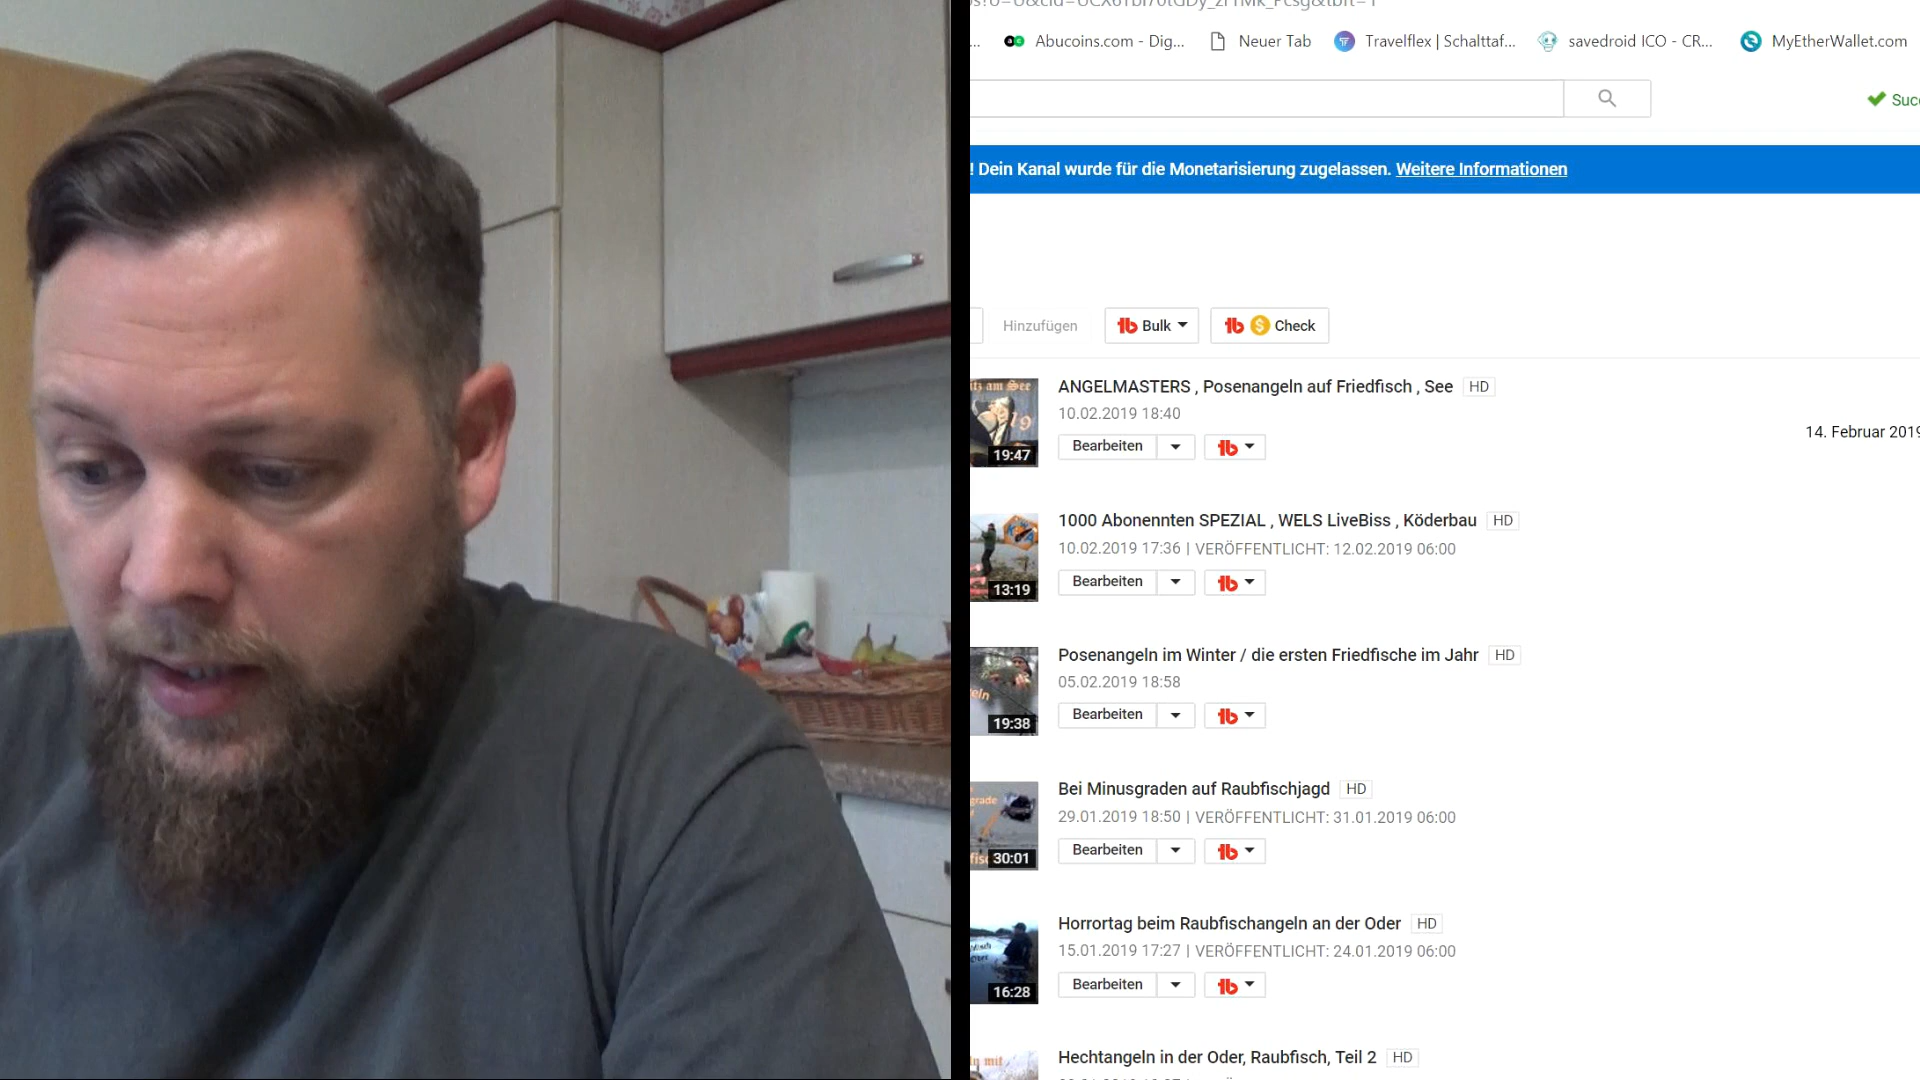 Abucoins.com - Dig...
Neuer Tab
Travelflex | Schalttaf...
savedroid ICO - CR...
MyEtherWallet.com
! Dein Kanal wurde für die Monetarisierung zugelassen. Weitere Informationen
Hinzufügen
Bulk
Check
ANGELMASTERS , Posenangeln auf Friedfisch , See HD
10.02.2019 18:40
14. Februar 2019
Bearbeiten
19:47
1000 Abonennten SPEZIAL , WELS LiveBiss , Köderbau HD
10.02.2019 17:36 | VERÖFFENTLICHT: 12.02.2019 06:00
Bearbeiten
13:19
Posenangeln im Winter / die ersten Friedfische im Jahr HD
05.02.2019 18:58
Bearbeiten
19:38
Bei Minusgraden auf Raubfischjagd HD
29.01.2019 18:50 | VERÖFFENTLICHT: 31.01.2019 06:00
Bearbeiten
30:01
Horrortag beim Raubfischangeln an der Oder HD
15.01.2019 17:27 | VERÖFFENTLICHT: 24.01.2019 06:00
Bearbeiten
16:28
Hechtangeln in der Oder, Raubfisch, Teil 2 HD